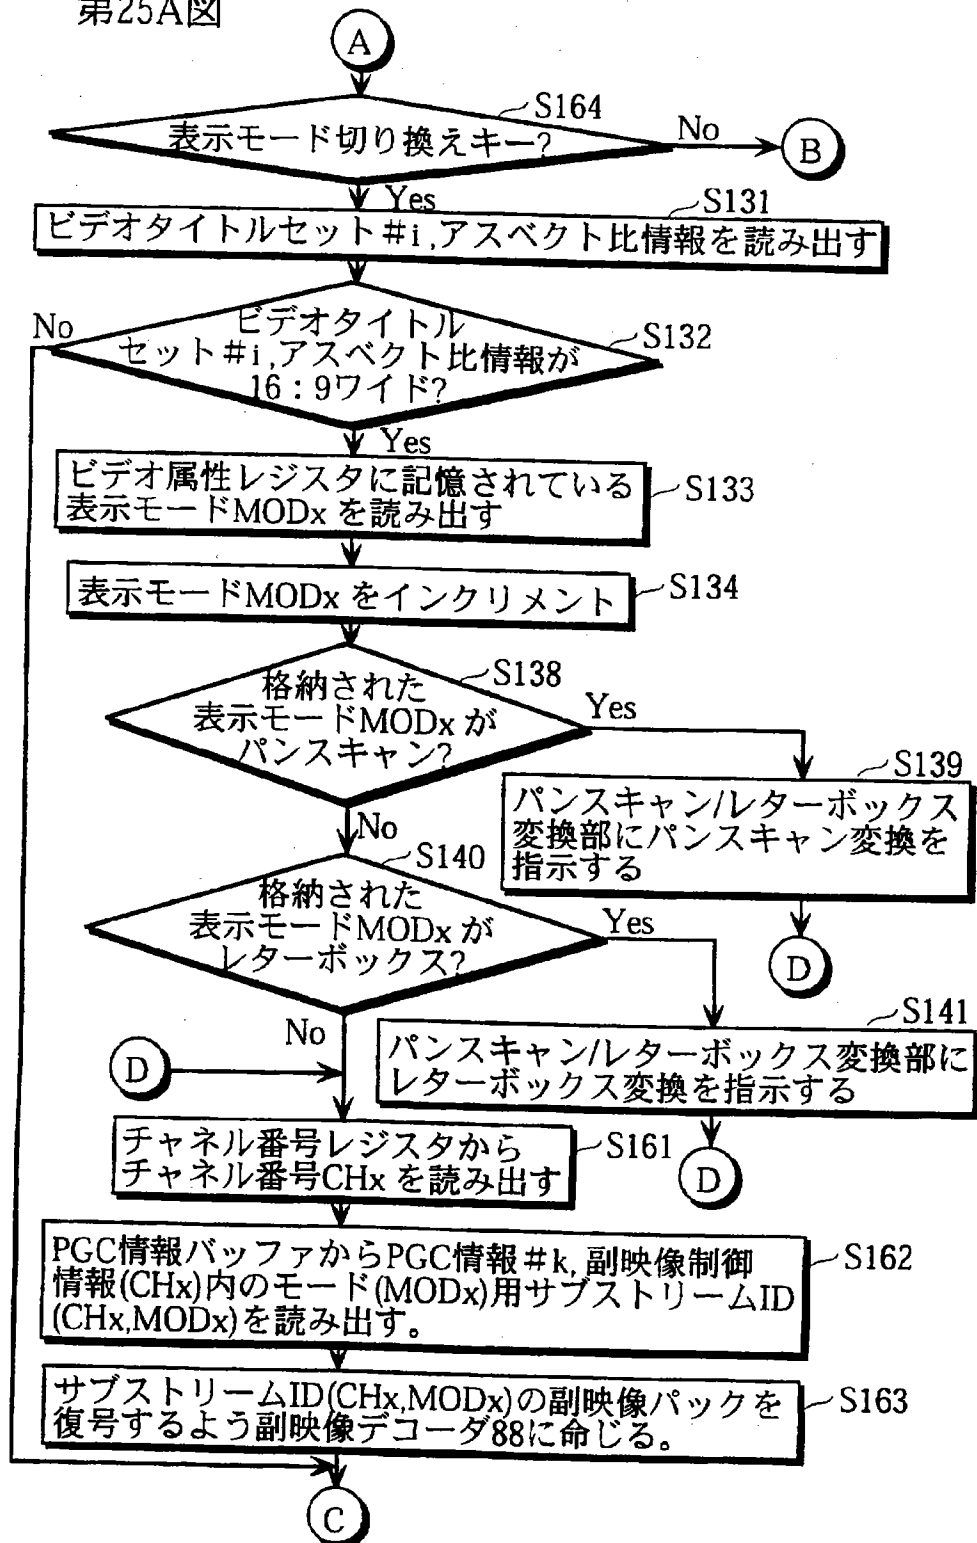 第25A図
A
S164
表示モード切り換えキー?
No
B
Yes
S131
ビデオタイトルセット#i,アスペクト比情報を読み出す
No
ビデオタイトル
セット#i,アスペクト比情報が
16:9ワイド?
S132
Yes
ビデオ属性レジスタに記憶されている
表示モードMODxを読み出す
S133
表示モードMODxをインクリメント
S134
格納された
表示モードMODxが
パンスキャン?
S138
Yes
S139
パンスキャン/レターボックス
変換部にパンスキャン変換を
指示する
No
D
S140
格納された
表示モードMODxが
レターボックス?
Yes
S141
パンスキャン/レターボックス変換部に
レターボックス変換を指示する
No
D
D
チャネル番号レジスタから
チャネル番号CHxを読み出す
S161
PGC情報バッファからPGC情報#k,副映像制御
情報(CHx)内のモード(MODx)用サブストリームID
(CHx,MODx)を読み出す。
S162
サブストリームID(CHx,MODx)の副映像パックを
復号するよう副映像デコーダ88に命じる。
S163
C